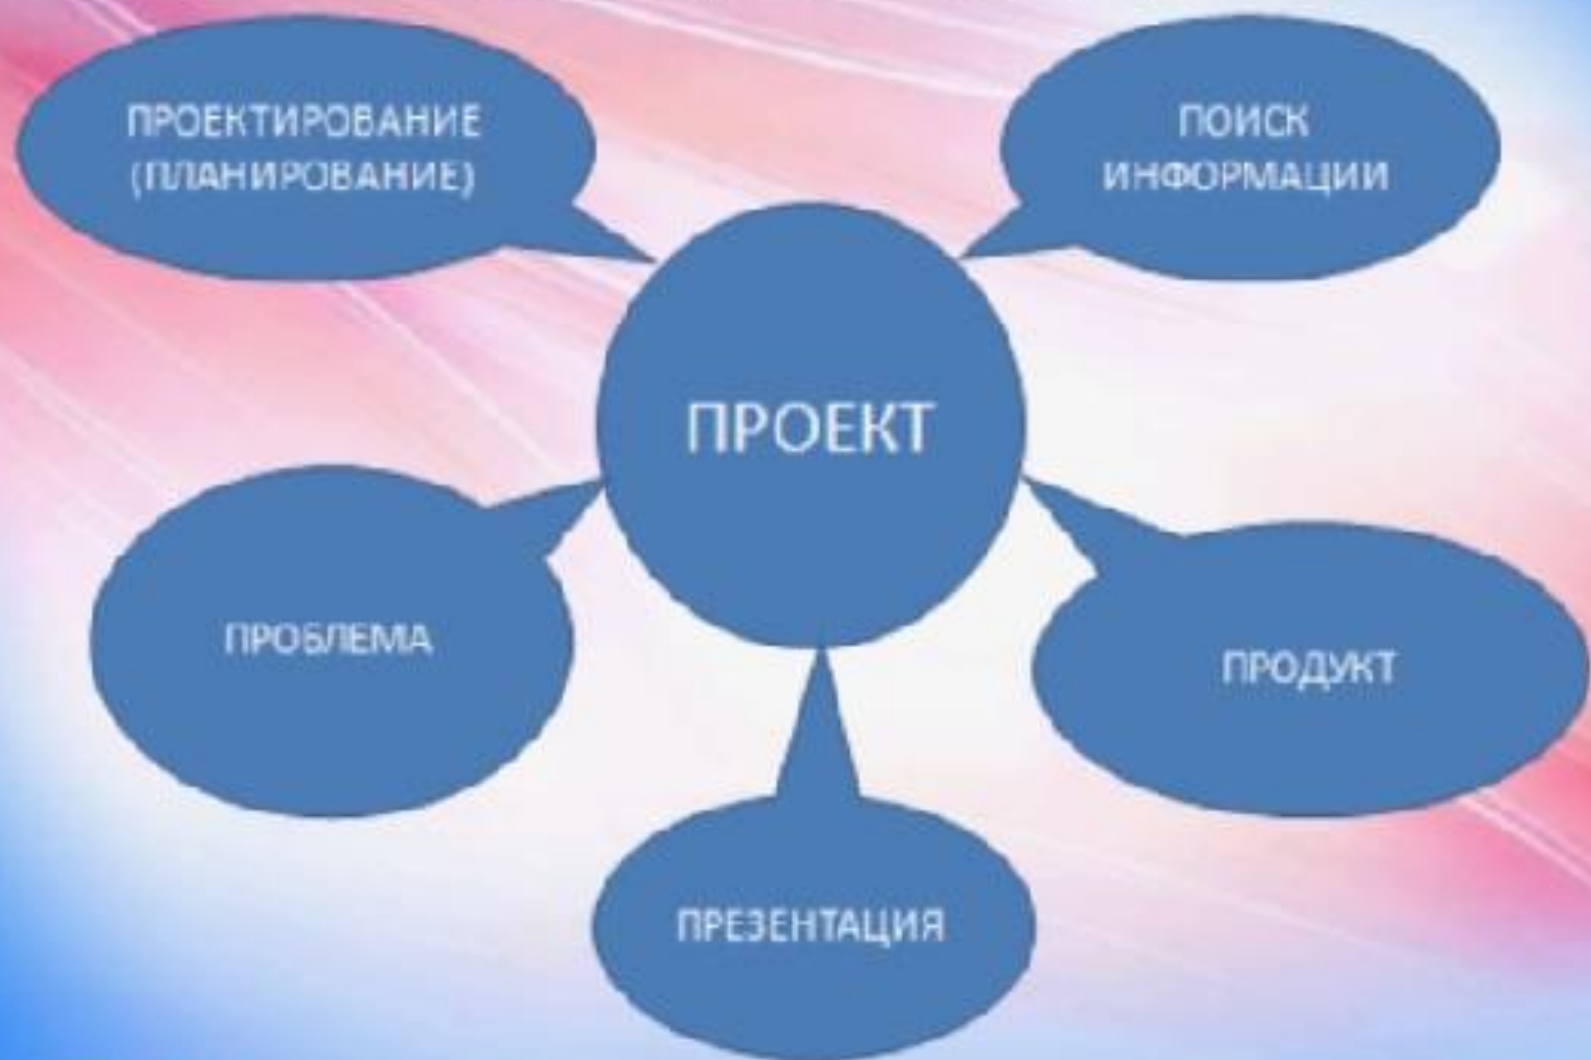 ПРОЕКТИРОВАНИЕ
(ПЛАНИРОВАНИЕ)
ПОИСК
ИНФОРМАЦИИ
ПРОЕКТ
ПРОБЛЕМА
ПРОДУКТ
ПРЕЗЕНТАЦИЯ